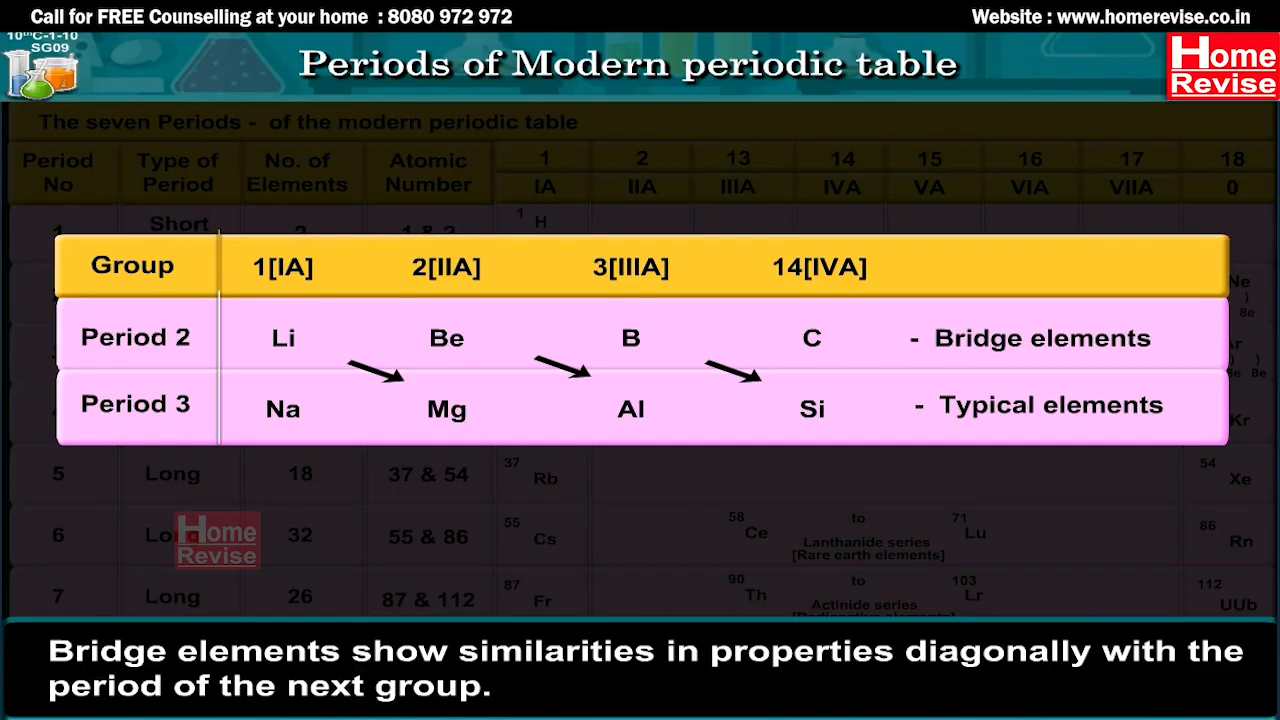 Call for FREE Counselling at your home : 8080 972 972
Website : www.homerevise.co.in
10thC-1-10
SG09
Periods of Modern periodic table
Home
Revise
The seven Periods - of the modern periodic table
Period No Type of Period No. of Elements Atomic Number 1 2 13 14 15 16 17 18
IA IIA IIIA IVA VA VIA VIIA 0
1 Short 2 1 & 2 1 H
Group 1[IA] 2[IIA] 3[IIIA] 14[IVA]
Ne
) 
8e
Period 2 Li Be B C - Bridge elements
Period 3 Na Mg Al Si - Typical elements
8e
Kr
5 Long 18 37 & 54 37 Rb 54 Xe
6 Lo 32 55 & 86 55 Cs 58 Ce to 71 Lu 86 Rn
Lanthanide series
[Rare earth elements]
Home
Revise
7 Long 26 87 & 112 87 Fr 90 Th to 103 Lr 112 UUb
Actinide series
Bridge elements show similarities in properties diagonally with the
period of the next group.